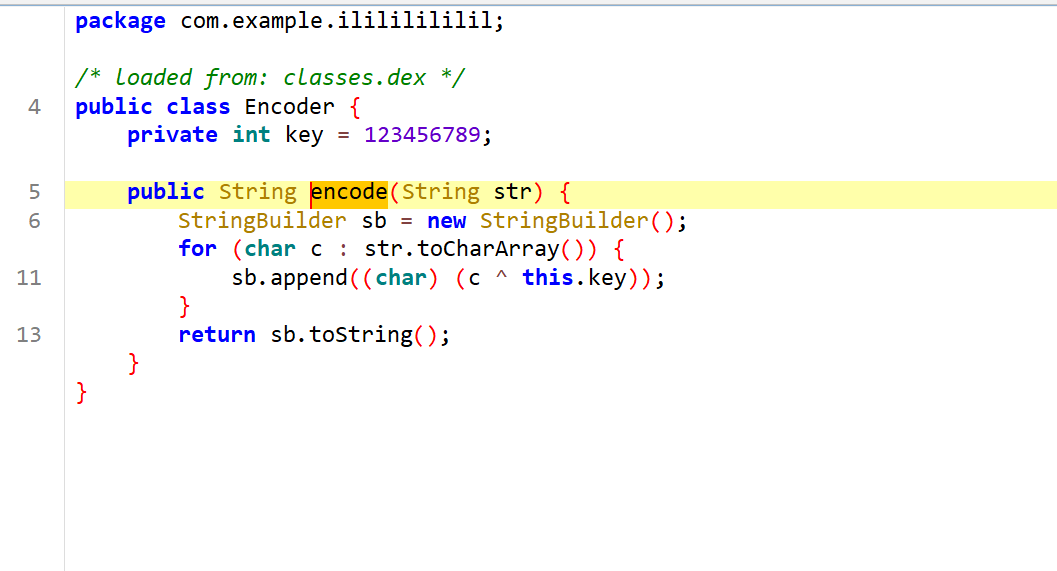 package com.example.ililililililil;
/* loaded from: classes.dex */
4 public class Encoder {
private int key = 123456789;
5 public String encode(String str) {
6 StringBuilder sb = new StringBuilder();
for (char c : str.toCharArray()) {
11 sb.append((char) (c ^ this.key));
}
13 return sb.toString();
}
}